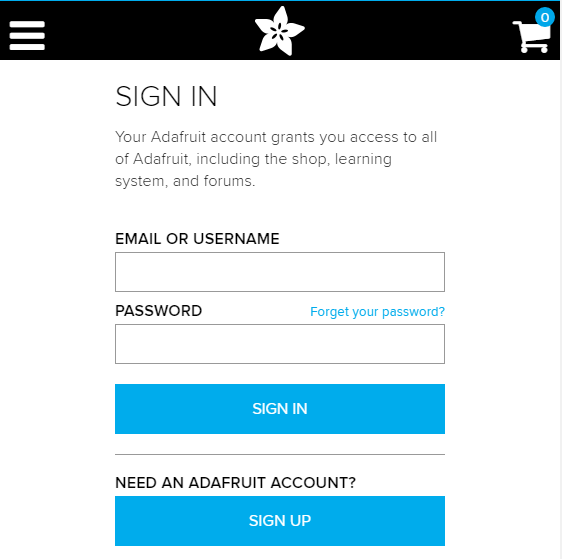 0
SIGN IN
Your Adafruit account grants you access to all
of Adafruit, including the shop, learning
system, and forums.
EMAIL OR USERNAME
PASSWORD Forget your password?
SIGN IN
NEED AN ADAFRUIT ACCOUNT?
SIGN UP